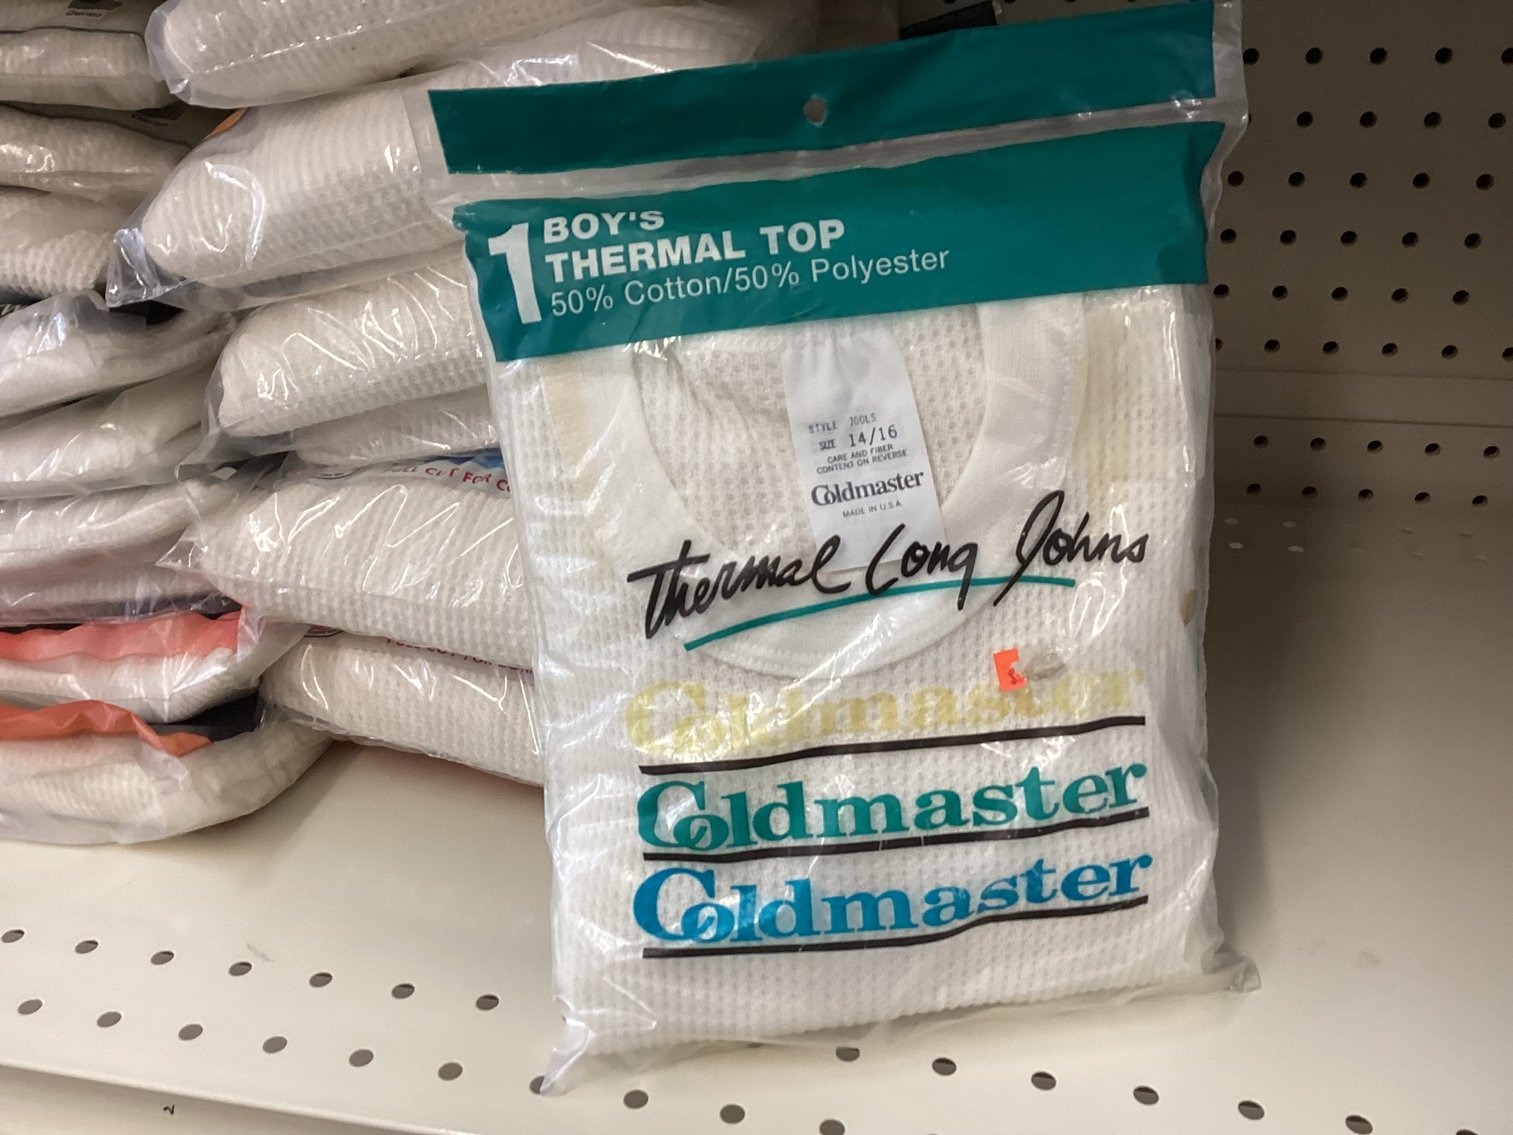 1 BOY'S
THERMAL TOP
50% Cotton/50% Polyester
STYLE 700LS
SIZE 14/16
CARE AND FIBER
CONTENT ON REVERSE
Coldmaster
MADE IN U.S.A.
Thermal Long Johns
Coldmaster
Coldmaster
Coldmaster